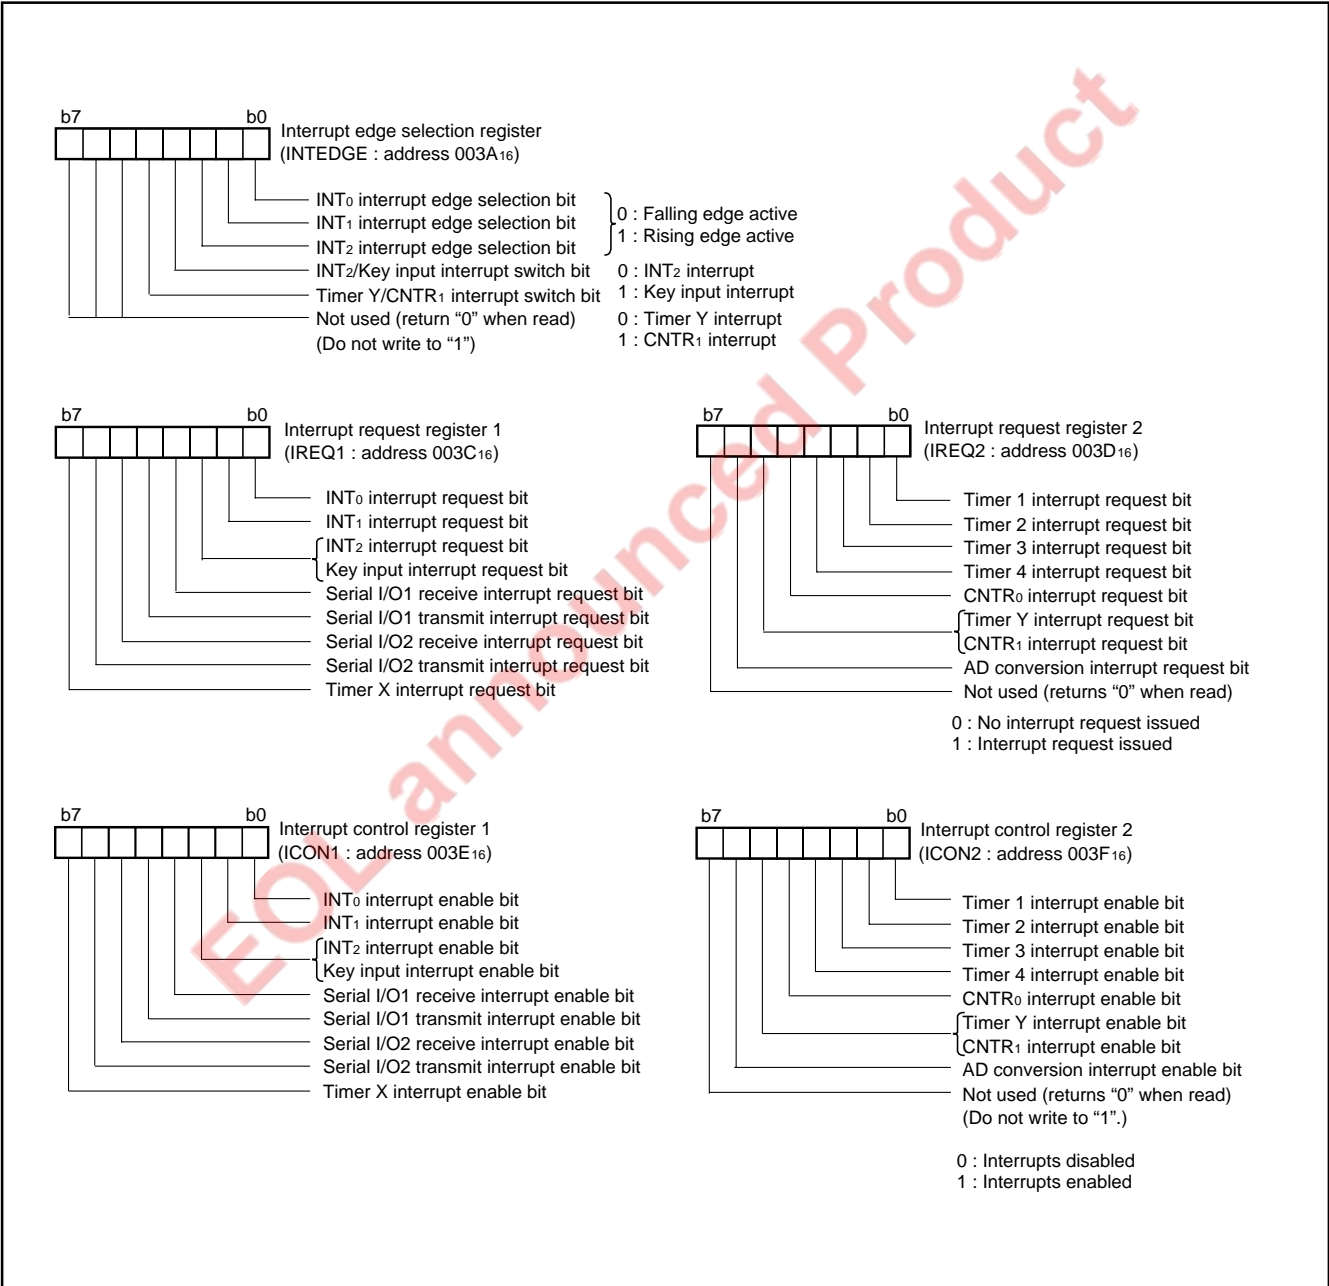 b7 b0
Interrupt edge selection register
(INTEDGE : address 003A16)
INT0 interrupt edge selection bit
INT1 interrupt edge selection bit
INT2 interrupt edge selection bit
0 : Falling edge active
1 : Rising edge active
INT2/Key input interrupt switch bit
0 : INT2 interrupt
1 : Key input interrupt
Timer Y/CNTR1 interrupt switch bit
0 : Timer Y interrupt
1 : CNTR1 interrupt
Not used (return “0” when read)
(Do not write to “1”)
b7 b0
Interrupt request register 1
(IREQ1 : address 003C16)
INT0 interrupt request bit
INT1 interrupt request bit
INT2 interrupt request bit
Key input interrupt request bit
Serial I/O1 receive interrupt request bit
Serial I/O1 transmit interrupt request bit
Serial I/O2 receive interrupt request bit
Serial I/O2 transmit interrupt request bit
Timer X interrupt request bit
b7 b0
Interrupt request register 2
(IREQ2 : address 003D16)
Timer 1 interrupt request bit
Timer 2 interrupt request bit
Timer 3 interrupt request bit
Timer 4 interrupt request bit
CNTR0 interrupt request bit
Timer Y interrupt request bit
CNTR1 interrupt request bit
AD conversion interrupt request bit
Not used (returns “0” when read)
0 : No interrupt request issued
1 : Interrupt request issued
b7 b0
Interrupt control register 1
(ICON1 : address 003E16)
INT0 interrupt enable bit
INT1 interrupt enable bit
INT2 interrupt enable bit
Key input interrupt enable bit
Serial I/O1 receive interrupt enable bit
Serial I/O1 transmit interrupt enable bit
Serial I/O2 receive interrupt enable bit
Serial I/O2 transmit interrupt enable bit
Timer X interrupt enable bit
b7 b0
Interrupt control register 2
(ICON2 : address 003F16)
Timer 1 interrupt enable bit
Timer 2 interrupt enable bit
Timer 3 interrupt enable bit
Timer 4 interrupt enable bit
CNTR0 interrupt enable bit
Timer Y interrupt enable bit
CNTR1 interrupt enable bit
AD conversion interrupt enable bit
Not used (returns “0” when read)
(Do not write to “1”.)
0 : Interrupts disabled
1 : Interrupts enabled
EOL announced Product